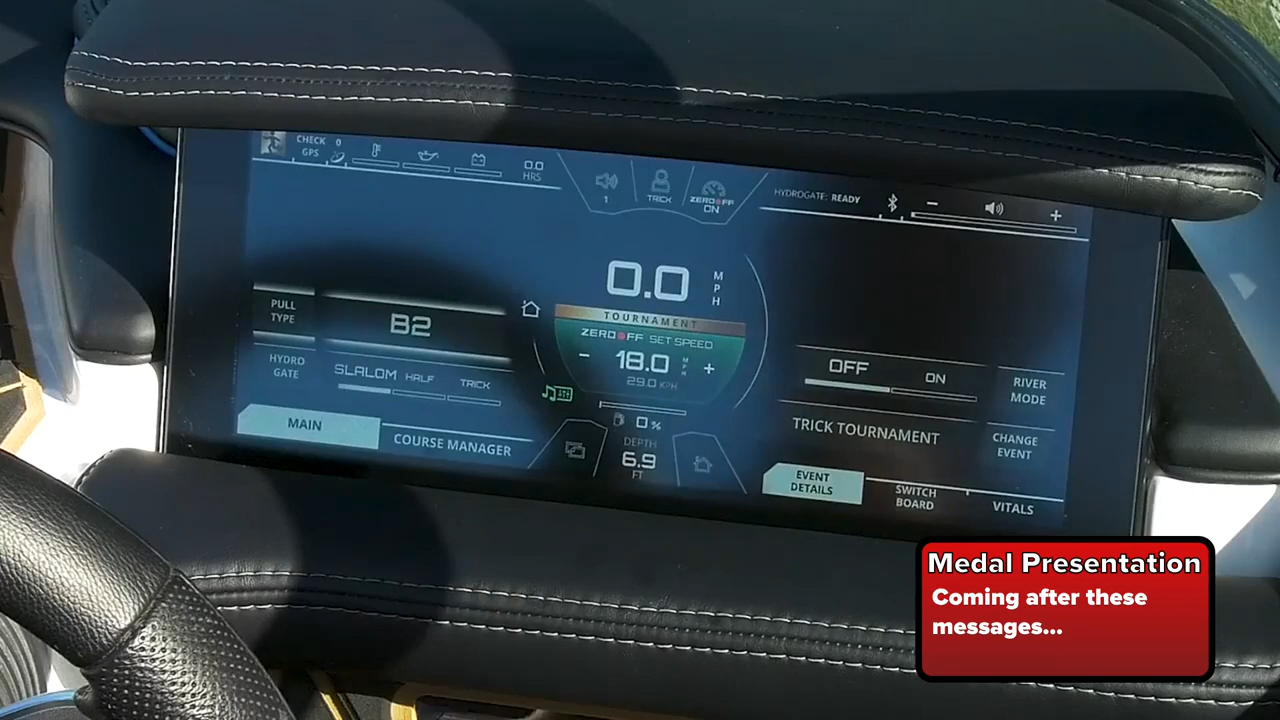 CHECK
GPS
0
0.0
HRS
1
TRICK
ZERO OFF
ON
HYDROGATE: READY
−
+
0.0
MPH
TOURNAMENT
ZERO OFF SET SPEED
− 18.0 MPH +
29.0 KPH
PULL
TYPE
B2
HYDRO
GATE
SLALOM HALF TRICK
MAIN
COURSE MANAGER
0 %
DEPTH
6.9
FT
OFF ON
RIVER
MODE
TRICK TOURNAMENT
CHANGE
EVENT
EVENT
DETAILS
SWITCH
BOARD
VITALS
Medal Presentation
Coming after these
messages...